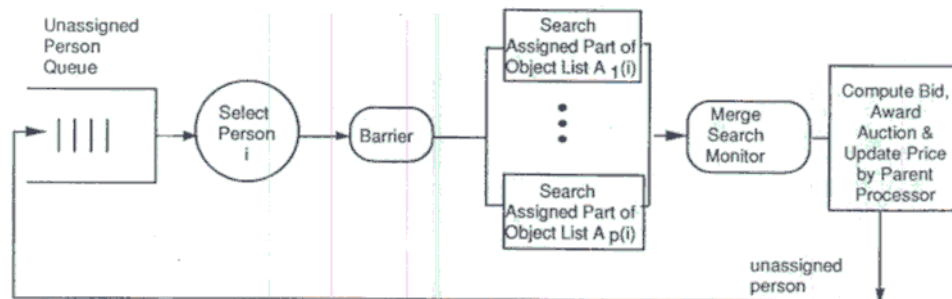 Unassigned
Person
Queue
Select
Person
i
Barrier
Search
Assigned Part of
Object List A 1(i)
Search
Assigned Part of
Object List A p(i)
Merge
Search
Monitor
Compute Bid,
Award
Auction &
Update Price
by Parent
Processor
unassigned
person